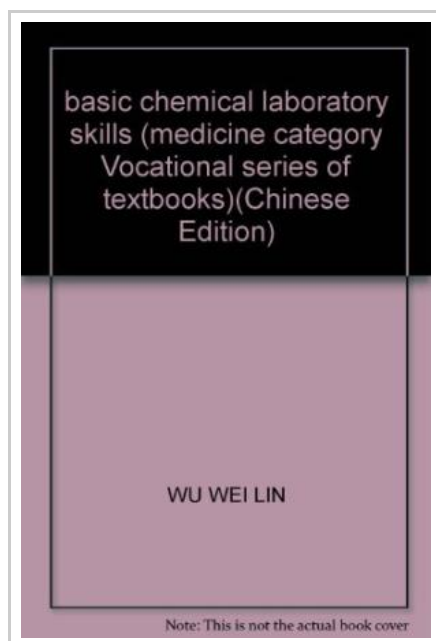 basic chemical laboratory
skills (medicine category
Vocational series of
textbooks)(Chinese
Edition)
WU WEI LIN
Note: This is not the actual book cover